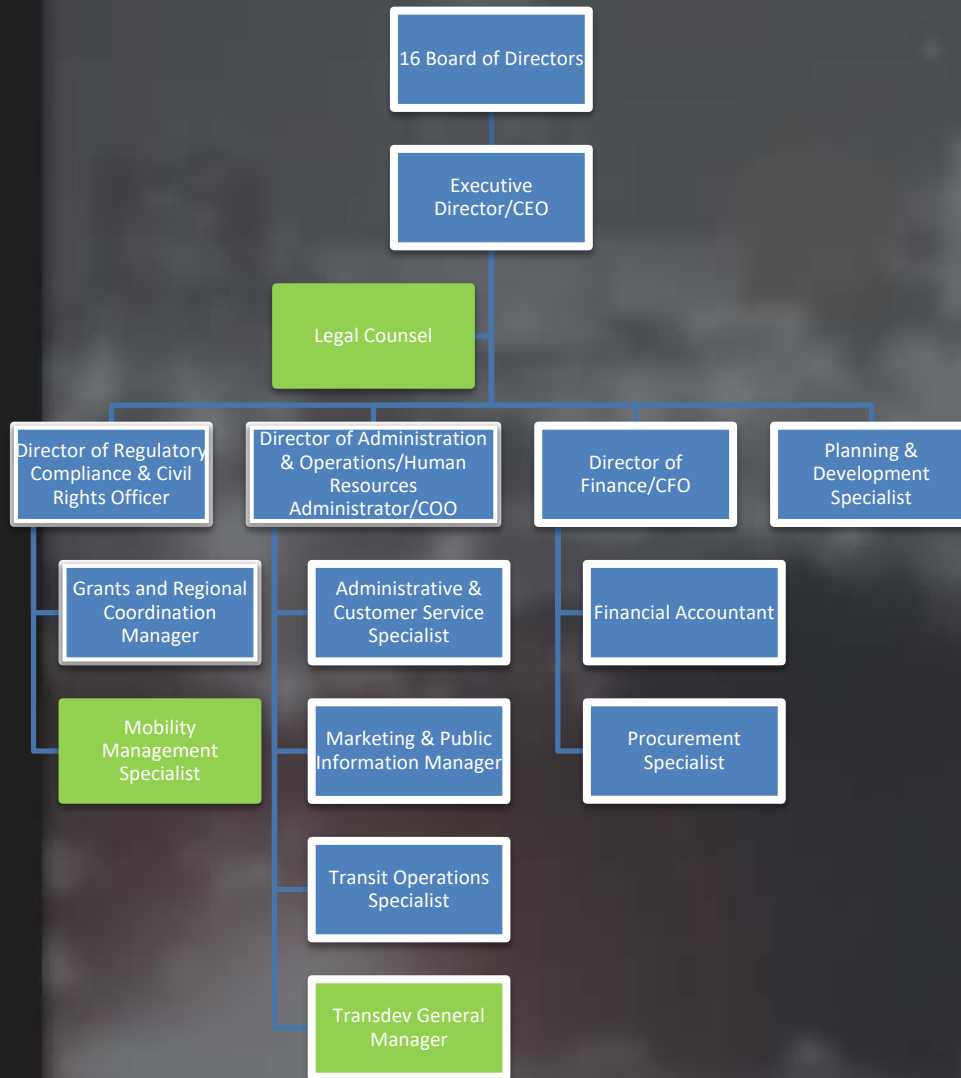 16 Board of Directors
Executive
Director/CEO
Legal Counsel
Director of Regulatory
Compliance & Civil
Rights Officer
Director of Administration
& Operations/Human
Resources
Administrator/COO
Director of
Finance/CFO
Planning &
Development
Specialist
Grants and Regional
Coordination
Manager
Administrative &
Customer Service
Specialist
Financial Accountant
Mobility
Management
Specialist
Marketing & Public
Information Manager
Procurement
Specialist
Transit Operations
Specialist
Transdev General
Manager